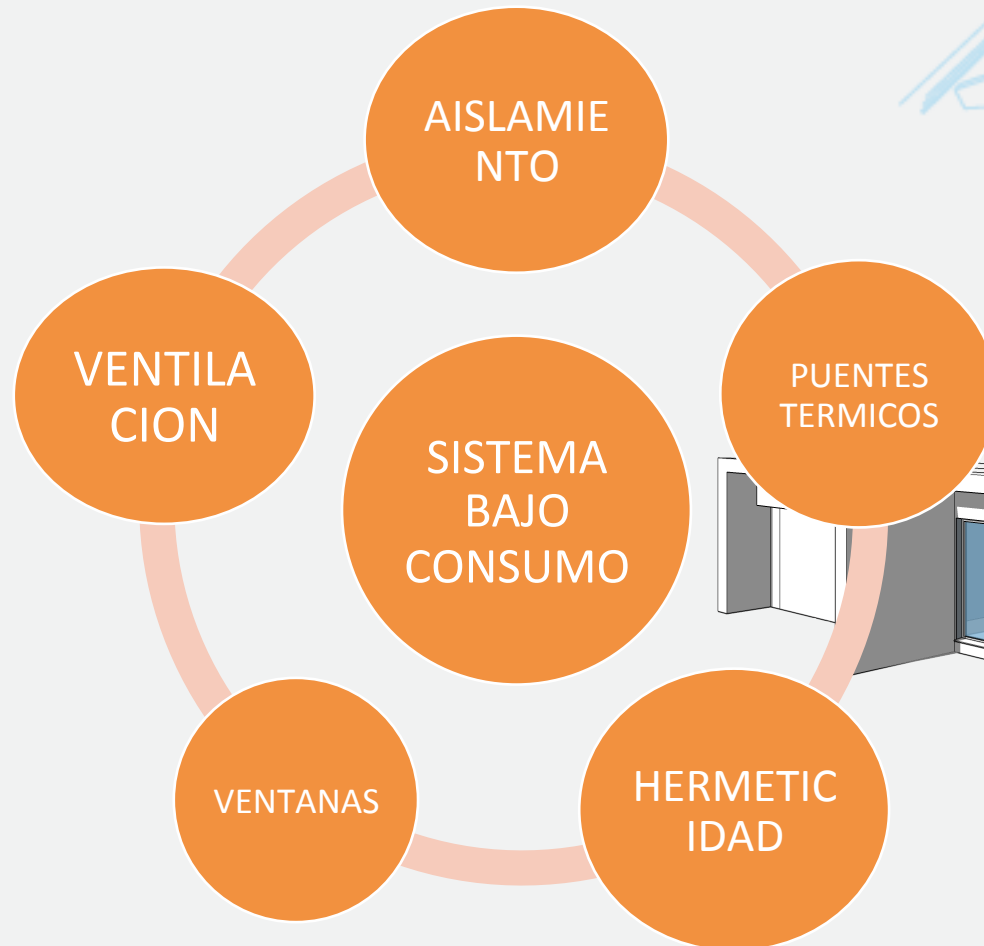 AISLAMIE
NTO
PUENTES
TERMICOS
HERMETIC
IDAD
VENTANAS
VENTILA
CION
SISTEMA
BAJO
CONSUMO